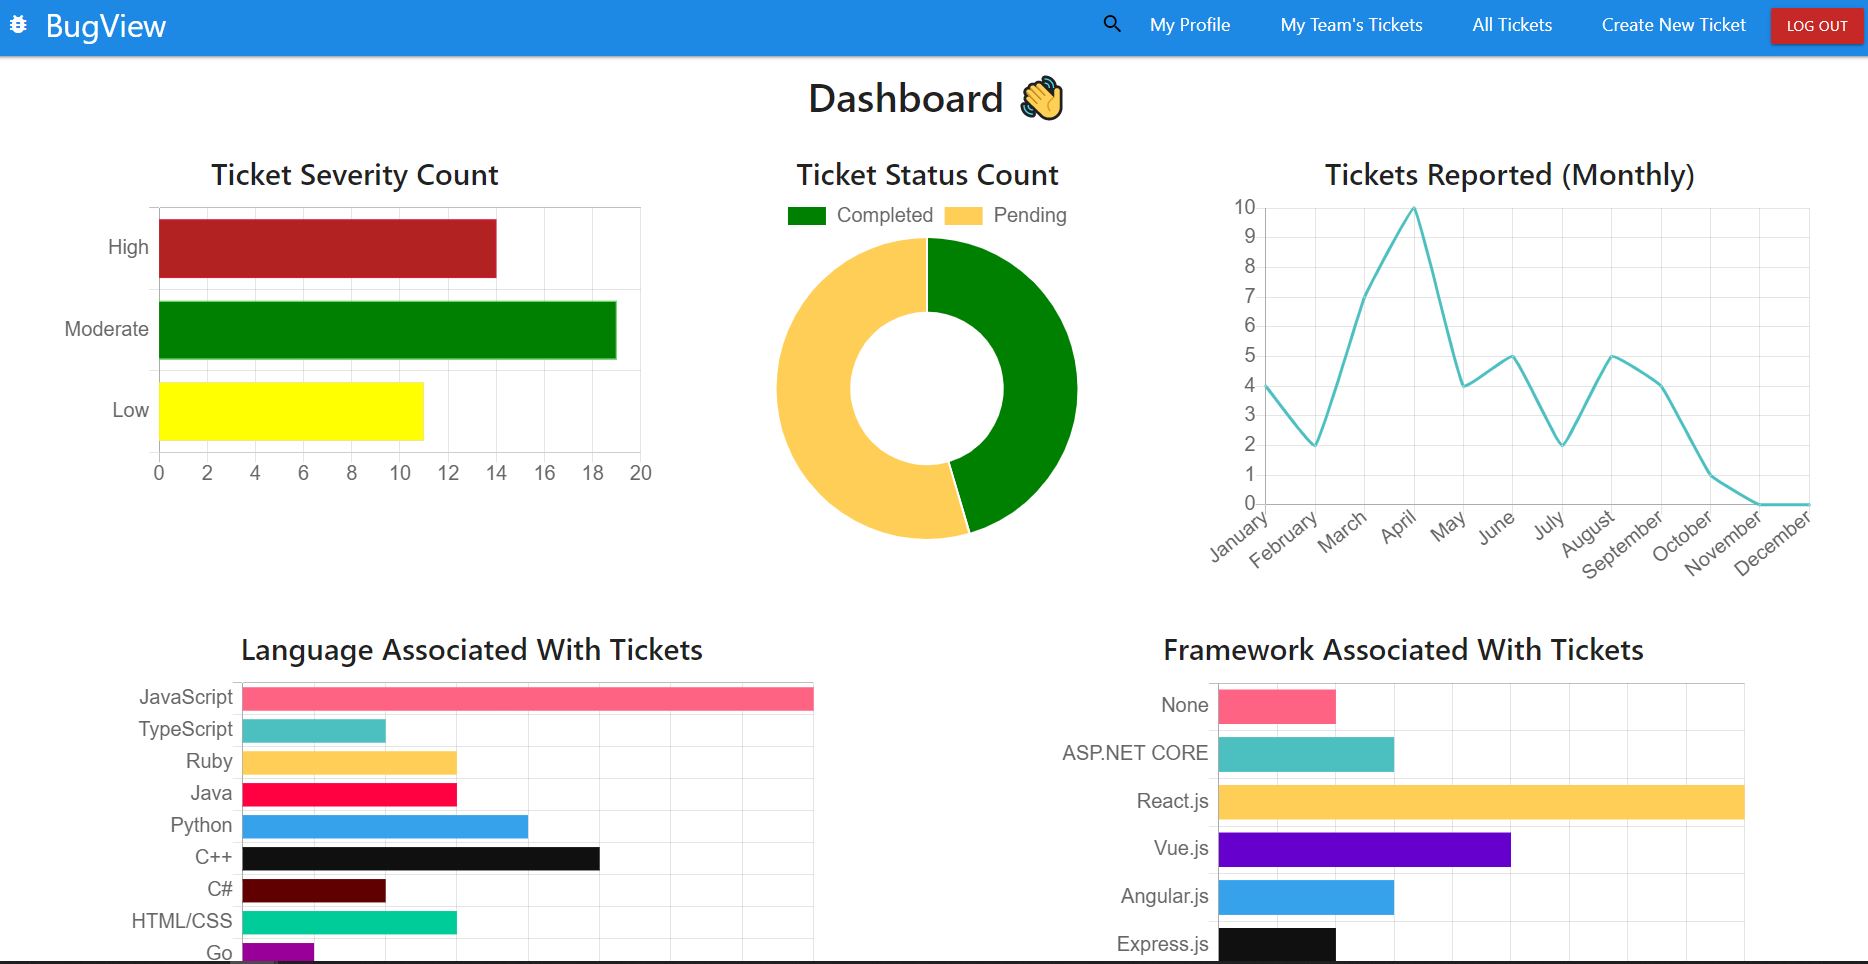 BugView
My Profile
My Team's Tickets
All Tickets
Create New Ticket
LOG OUT
Dashboard
Ticket Severity Count
High
Moderate
Low
0 2 4 6 8 10 12 14 16 18 20
Ticket Status Count
Completed Pending
Tickets Reported (Monthly)
10
9
8
7
6
5
4
3
2
1
0
January February March April May June July August September October November December
Language Associated With Tickets
JavaScript
TypeScript
Ruby
Java
Python
C++
C#
HTML/CSS
Go
Framework Associated With Tickets
None
ASP.NET CORE
React.js
Vue.js
Angular.js
Express.js